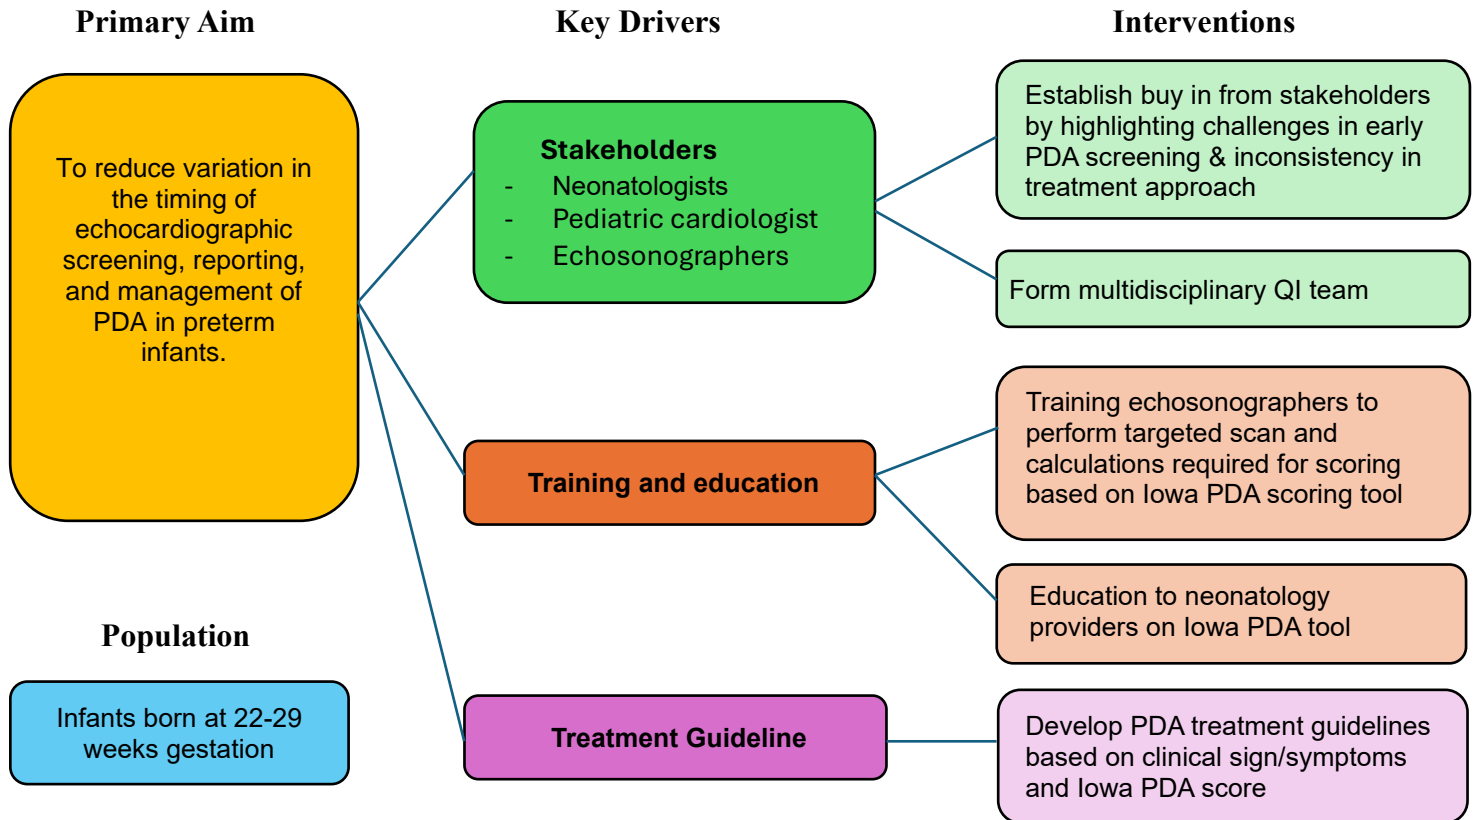 Primary Aim
Key Drivers
Interventions
To reduce variation in
the timing of
echocardiographic
screening, reporting,
and management of
PDA in preterm
infants.
Population
Infants born at 22-29
weeks gestation
Stakeholders
- Neonatologists
- Pediatric cardiologist
- Echosonographers
Training and education
Treatment Guideline
Establish buy in from stakeholders
by highlighting challenges in early
PDA screening & inconsistency in
treatment approach
Form multidisciplinary QI team
Training echosonographers to
perform targeted scan and
calculations required for scoring
based on Iowa PDA scoring tool
Education to neonatology
providers on Iowa PDA tool
Develop PDA treatment guidelines
based on clinical sign/symptoms
and Iowa PDA score